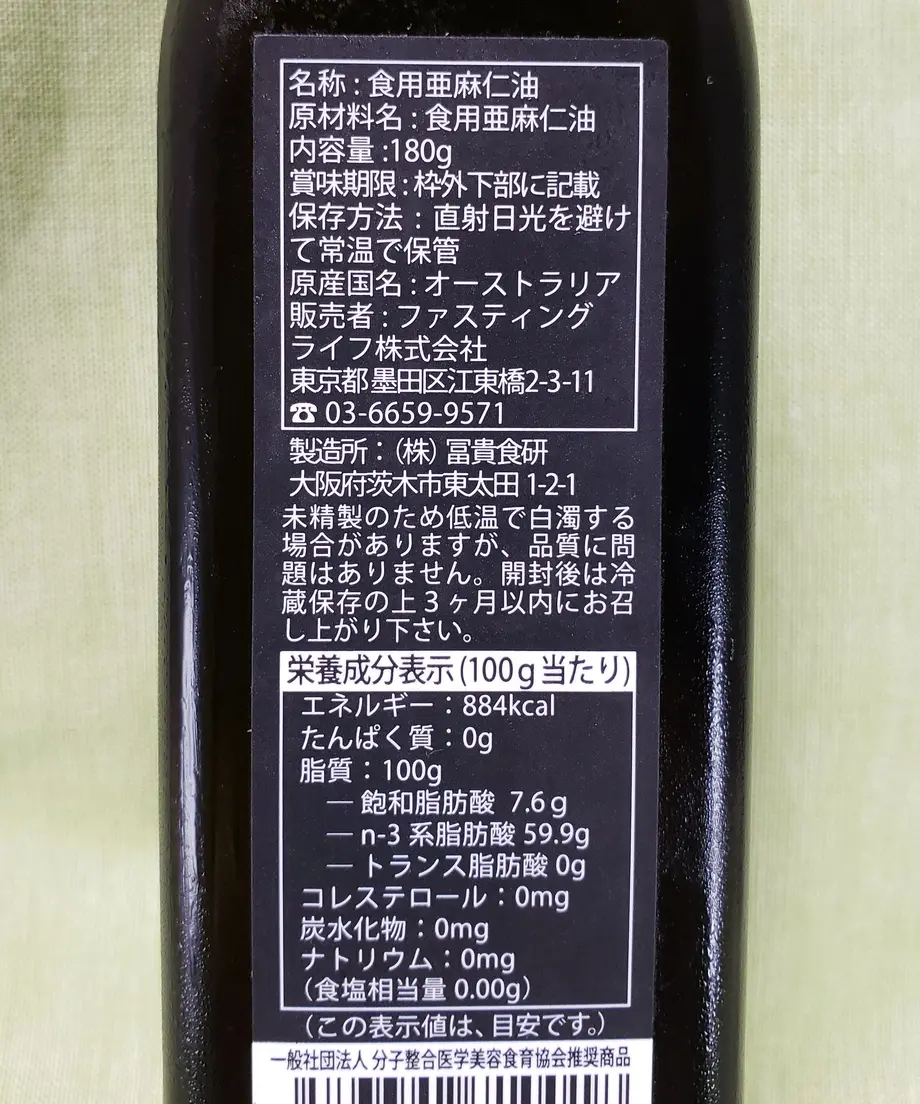 名称：食用亜麻仁油
原材料名：食用亜麻仁油
内容量:180g
賞味期限：枠外下部に記載
保存方法：直射日光を避け
て常温で保管
原産国名：オーストラリア
販売者：ファスティング
ライフ株式会社
東京都墨田区江東橋2-3-11
☎ 03-6659-9571
製造所：（株）冨貴食研
大阪府茨木市東太田1-2-1
未精製のため低温で白濁する
場合がありますが、品質に問
題はありません。開封後は冷
蔵保存の上３ヶ月以内にお召
し上がり下さい。
栄養成分表示(100g当たり)
エネルギー：884kcal
たんぱく質：0g
脂質：100g
― 飽和脂肪酸 7.6g
― n-3 系脂肪酸 59.9g
― トランス脂肪酸 0g
コレステロール：0mg
炭水化物：0mg
ナトリウム：0mg
（食塩相当量 0.00g）
（この表示値は、目安です。）
一般社団法人 分子整合医学美容食育協会推奨商品